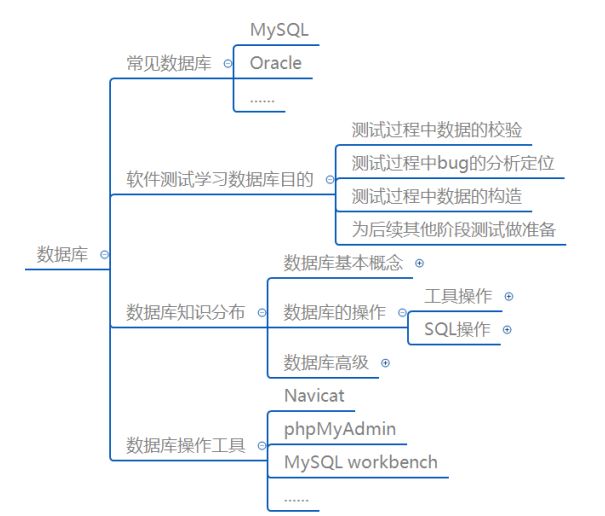 MySQL
常见数据库
Oracle
......
测试过程中数据的校验
测试过程中bug的分析定位
软件测试学习数据库目的
测试过程中数据的构造
为后续其他阶段测试做准备
数据库
数据库基本概念
工具操作
数据库知识分布
数据库的操作
SQL操作
数据库高级
Navicat
phpMyAdmin
数据库操作工具
MySQL workbench
......